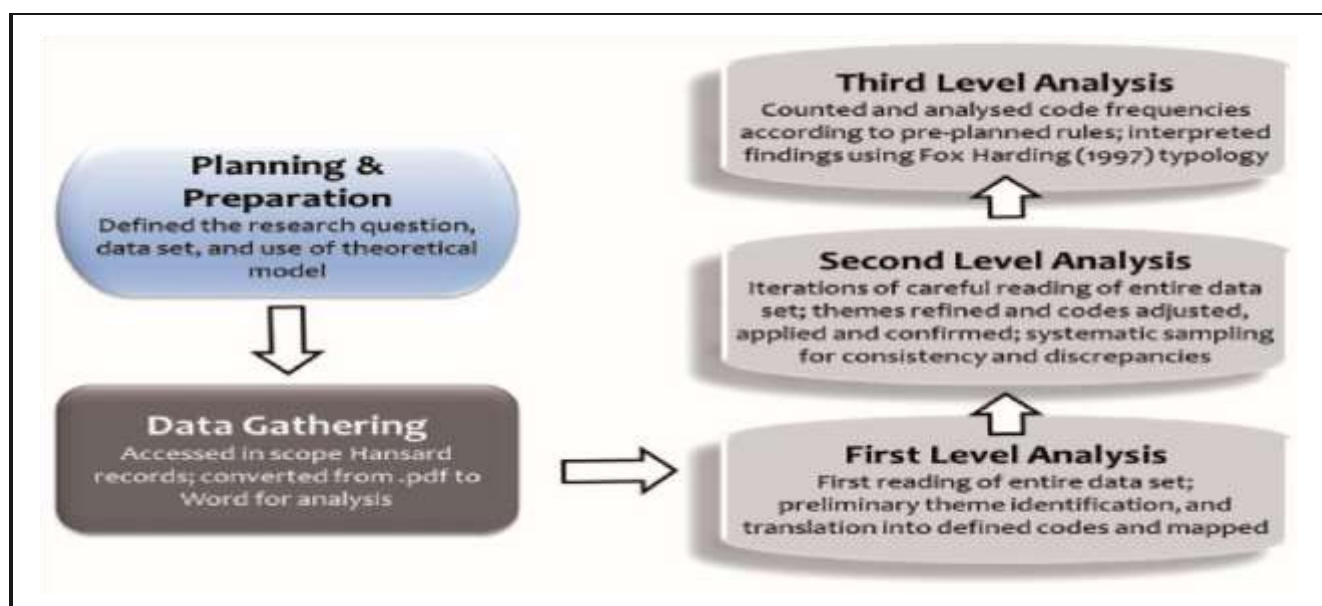 Planning &
Preparation
Defined the research question,
data set, and use of theoretical
model
Data Gathering
Accessed in scope Hansard
records; converted from .pdf to
Word for analysis
First Level Analysis
First reading of entire data set;
preliminary theme identification, and
translation into defined codes and mapped
Second Level Analysis
Iterations of careful reading of entire data
set; themes refined and codes adjusted,
applied and confirmed; systematic sampling
for consistency and discrepancies
Third Level Analysis
Counted and analysed code frequencies
according to pre-planned rules; interpreted
findings using Fox Harding (1997) typology